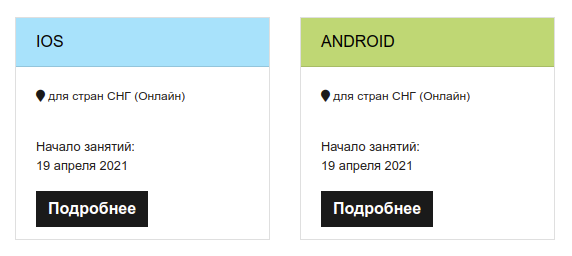 IOS
для стран СНГ (Онлайн)
Начало занятий:
19 апреля 2021
Подробнее
ANDROID
для стран СНГ (Онлайн)
Начало занятий:
19 апреля 2021
Подробнее